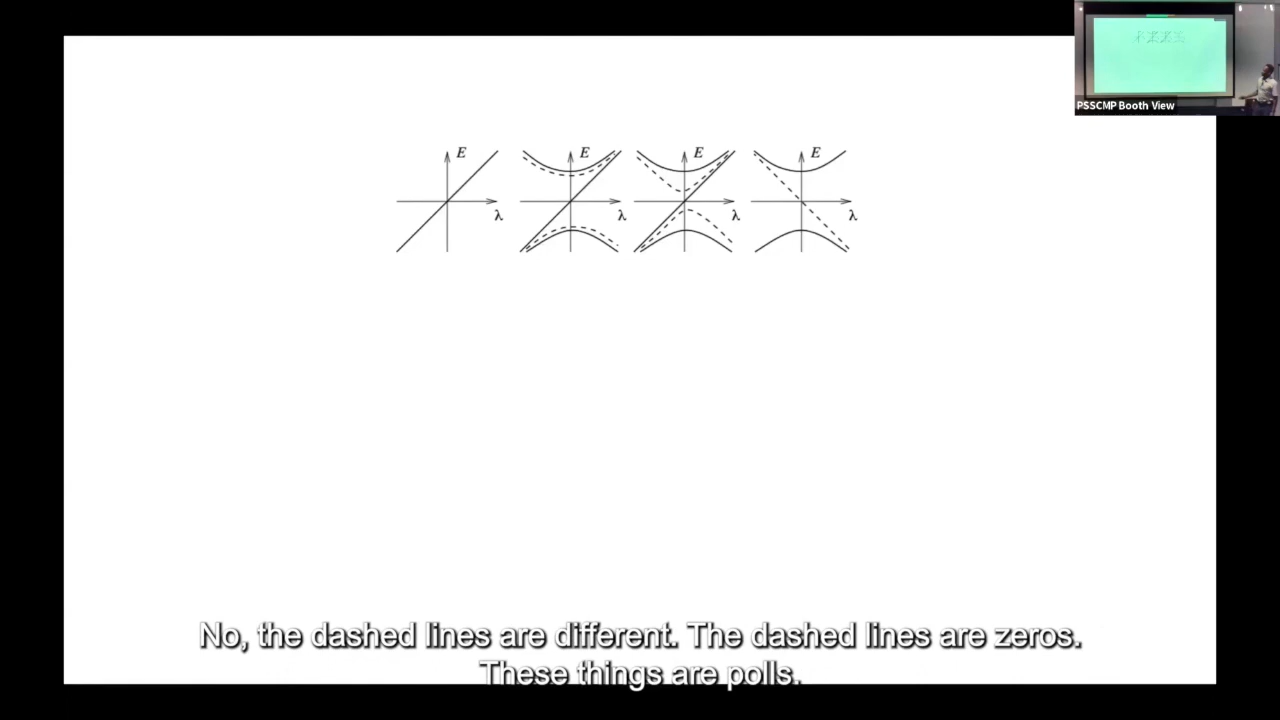 PSSCMP Booth View
E E E E
λ λ λ λ
No, the dashed lines are different. The dashed lines are zeros.
These things are polls.